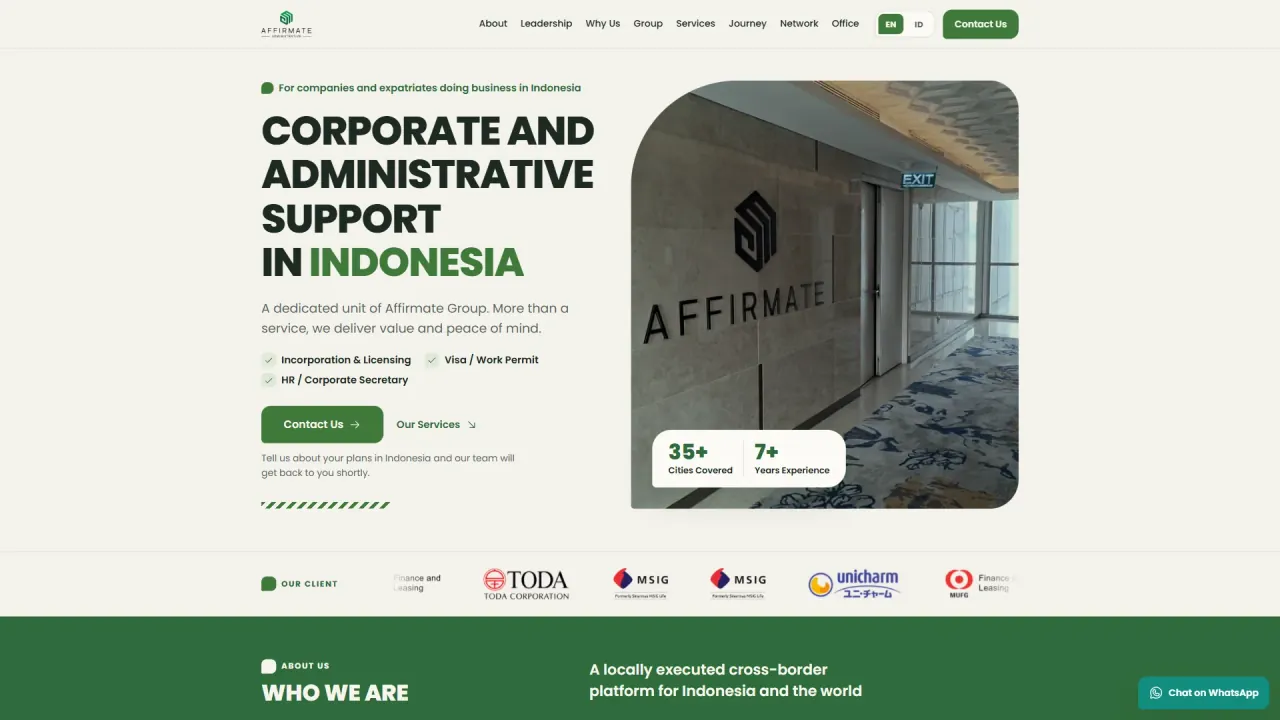 AFFIRMATE
About Leadership Why Us Group Services Journey Network Office EN ID Contact Us
For companies and expatriates doing business in Indonesia
CORPORATE AND
ADMINISTRATIVE
SUPPORT
IN INDONESIA
A dedicated unit of Affirmate Group. More than a
service, we deliver value and peace of mind.
Incorporation & Licensing Visa / Work Permit
HR / Corporate Secretary
Contact Us
Our Services
Tell us about your plans in Indonesia and our team will
get back to you shortly.
EXIT
AFFIRMATE
35+ 7+
Cities Covered Years Experience
OUR CLIENT
Finance and
Leasing
TODA
TODA CORPORATION
MSIG
MSIG
unicharm
ユニ・チャーム
MUFG
Finance
Leasing
ABOUT US
WHO WE ARE
A locally executed cross-border
platform for Indonesia and the world
Chat on WhatsApp